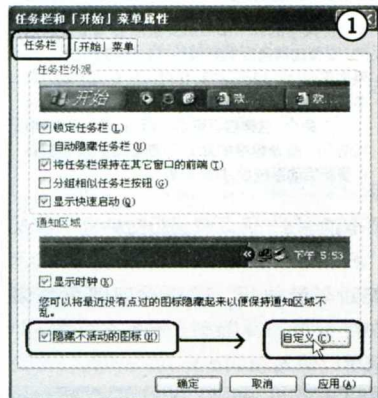 任务栏和「开始」菜单属性
①
任务栏
「开始」菜单
任务栏外观
开始
欢...
欢...
锁定任务栏(L)
自动隐藏任务栏(U)
将任务栏保持在其它窗口的前端(T)
分组相似任务栏按钮(G)
显示快速启动(Q)
通知区域
« 下午 5:53
显示时钟(K)
您可以将最近没有点过的图标隐藏起来以便保持通知区域不
乱。
隐藏不活动的图标(H)
自定义(C)...
确定
取消
应用(A)